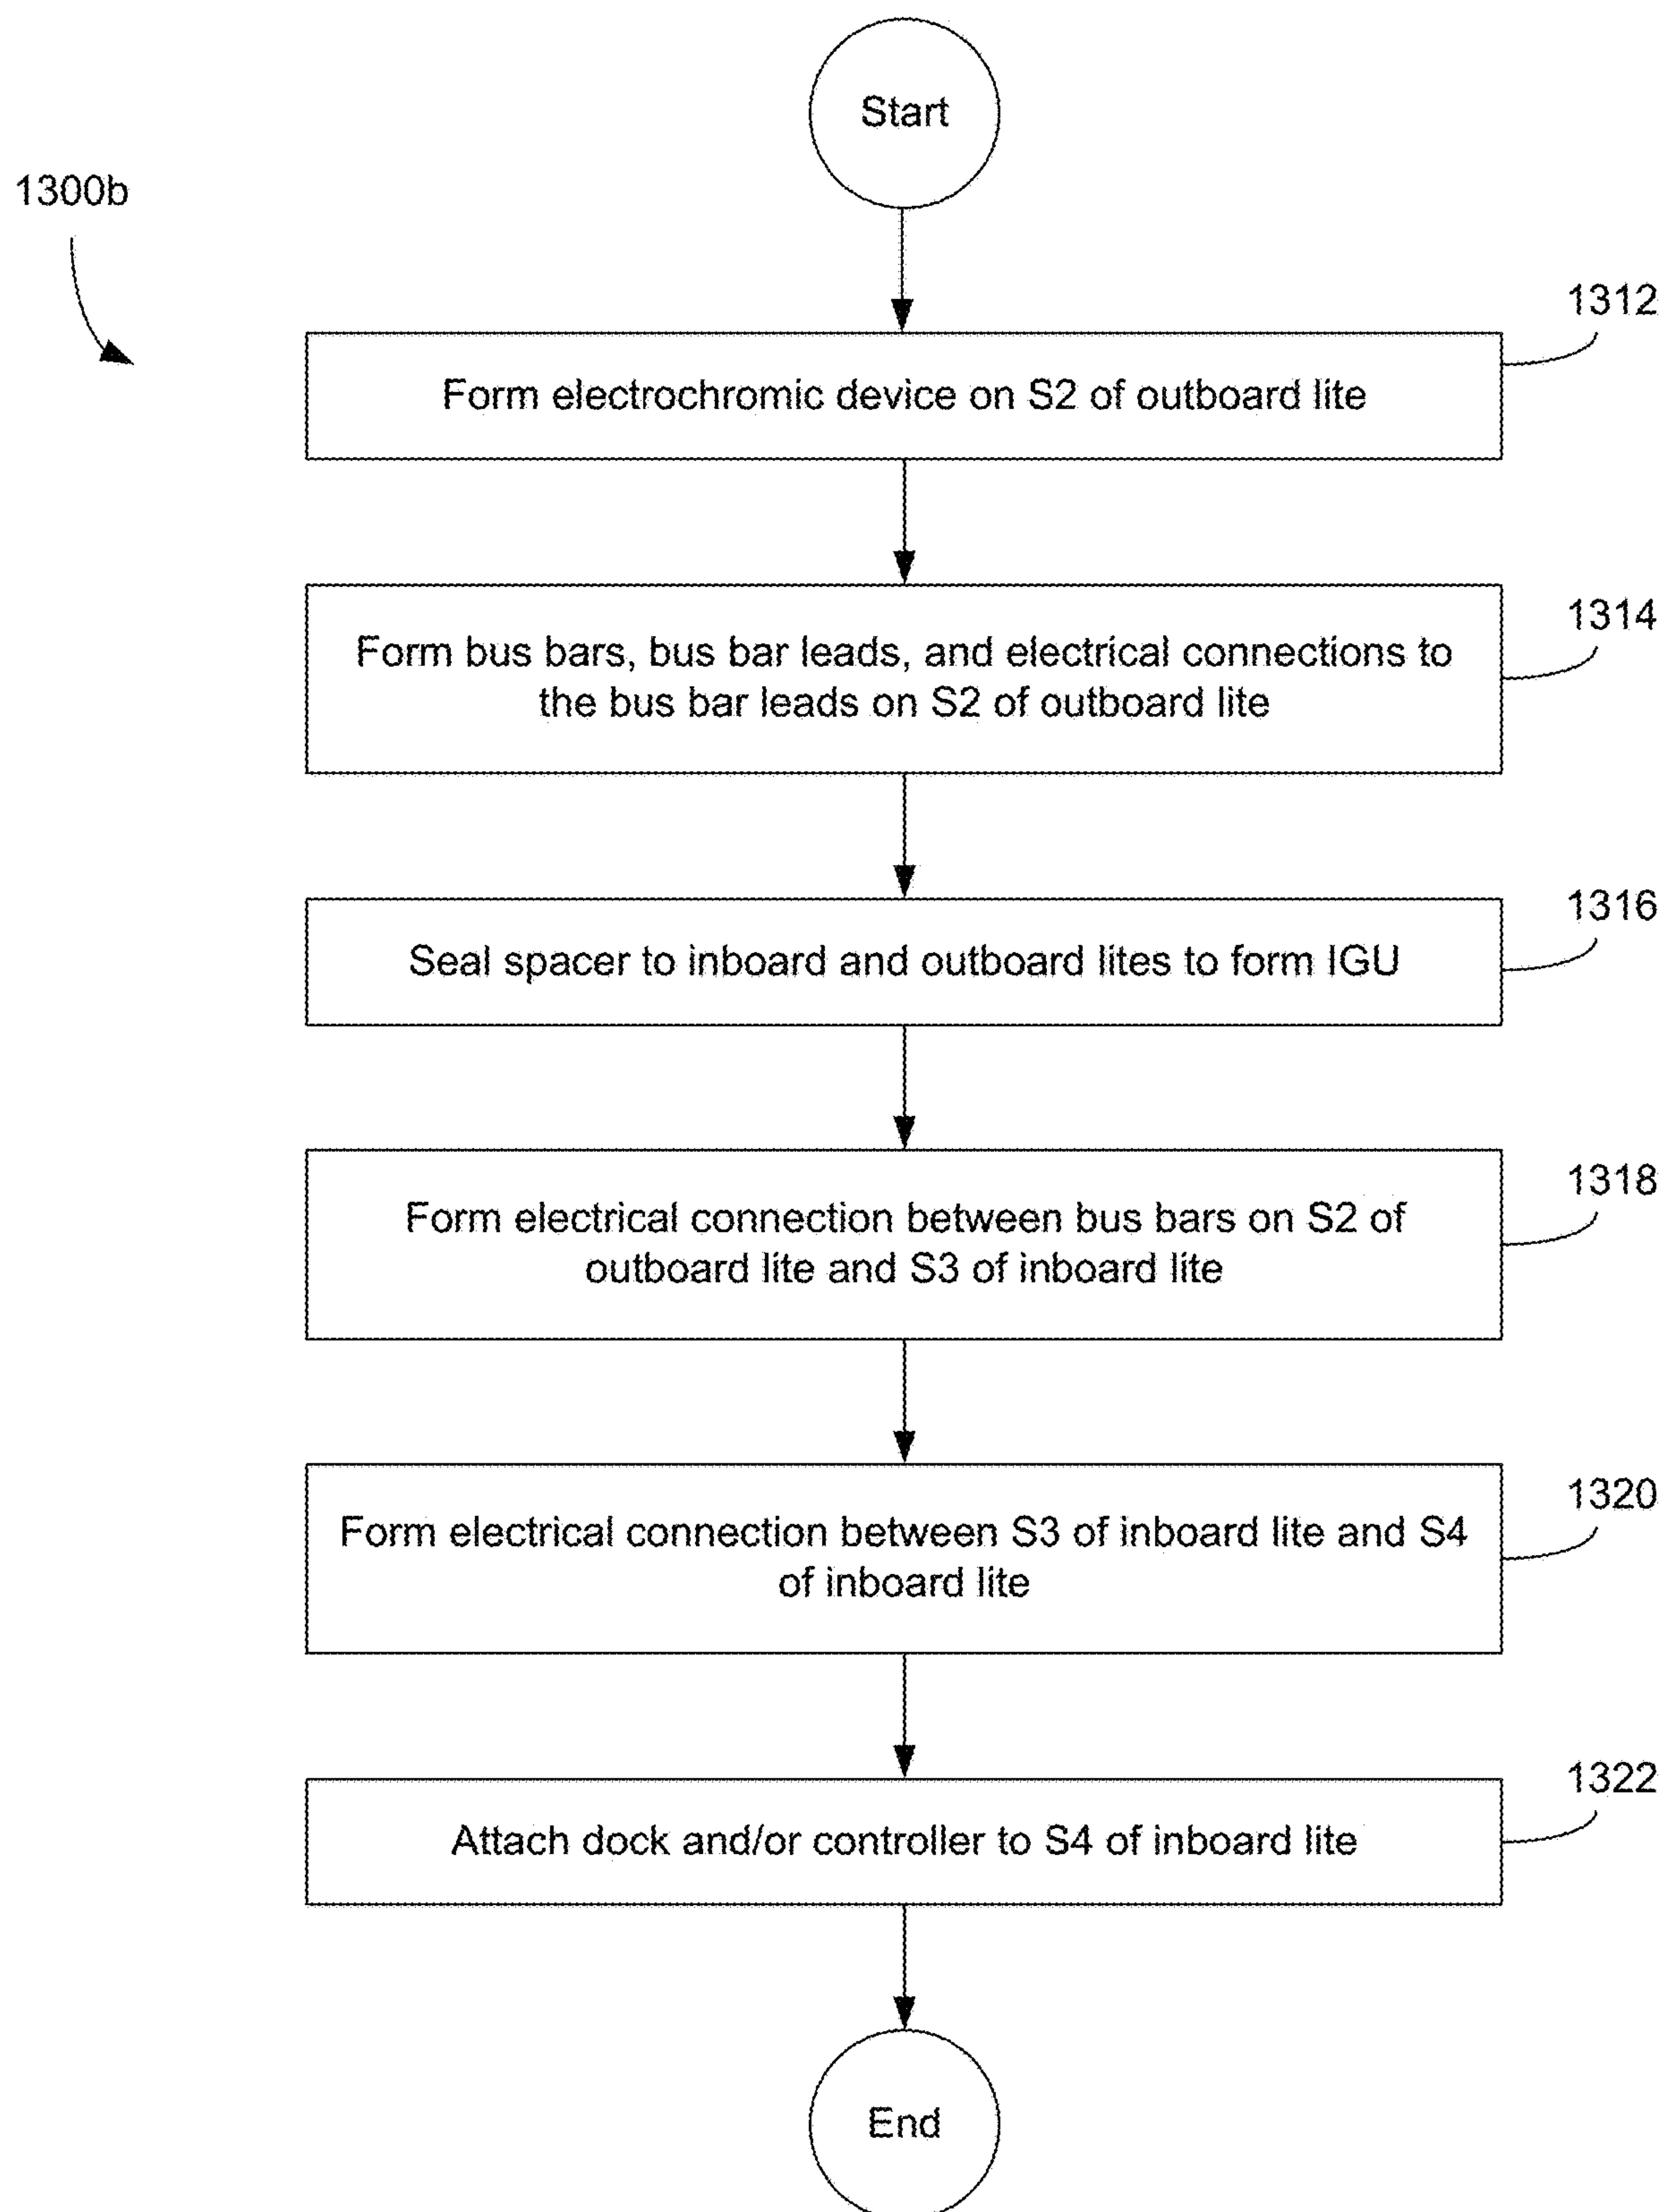 Start
1300b
1312
Form electrochromic device on S2 of outboard lite
1314
Form bus bars, bus bar leads, and electrical connections to
the bus bar leads on S2 of outboard lite
1316
Seal spacer to inboard and outboard lites to form IGU
1318
Form electrical connection between bus bars on S2 of
outboard lite and S3 of inboard lite
1320
Form electrical connection between S3 of inboard lite and S4
of inboard lite
1322
Attach dock and/or controller to S4 of inboard lite
End